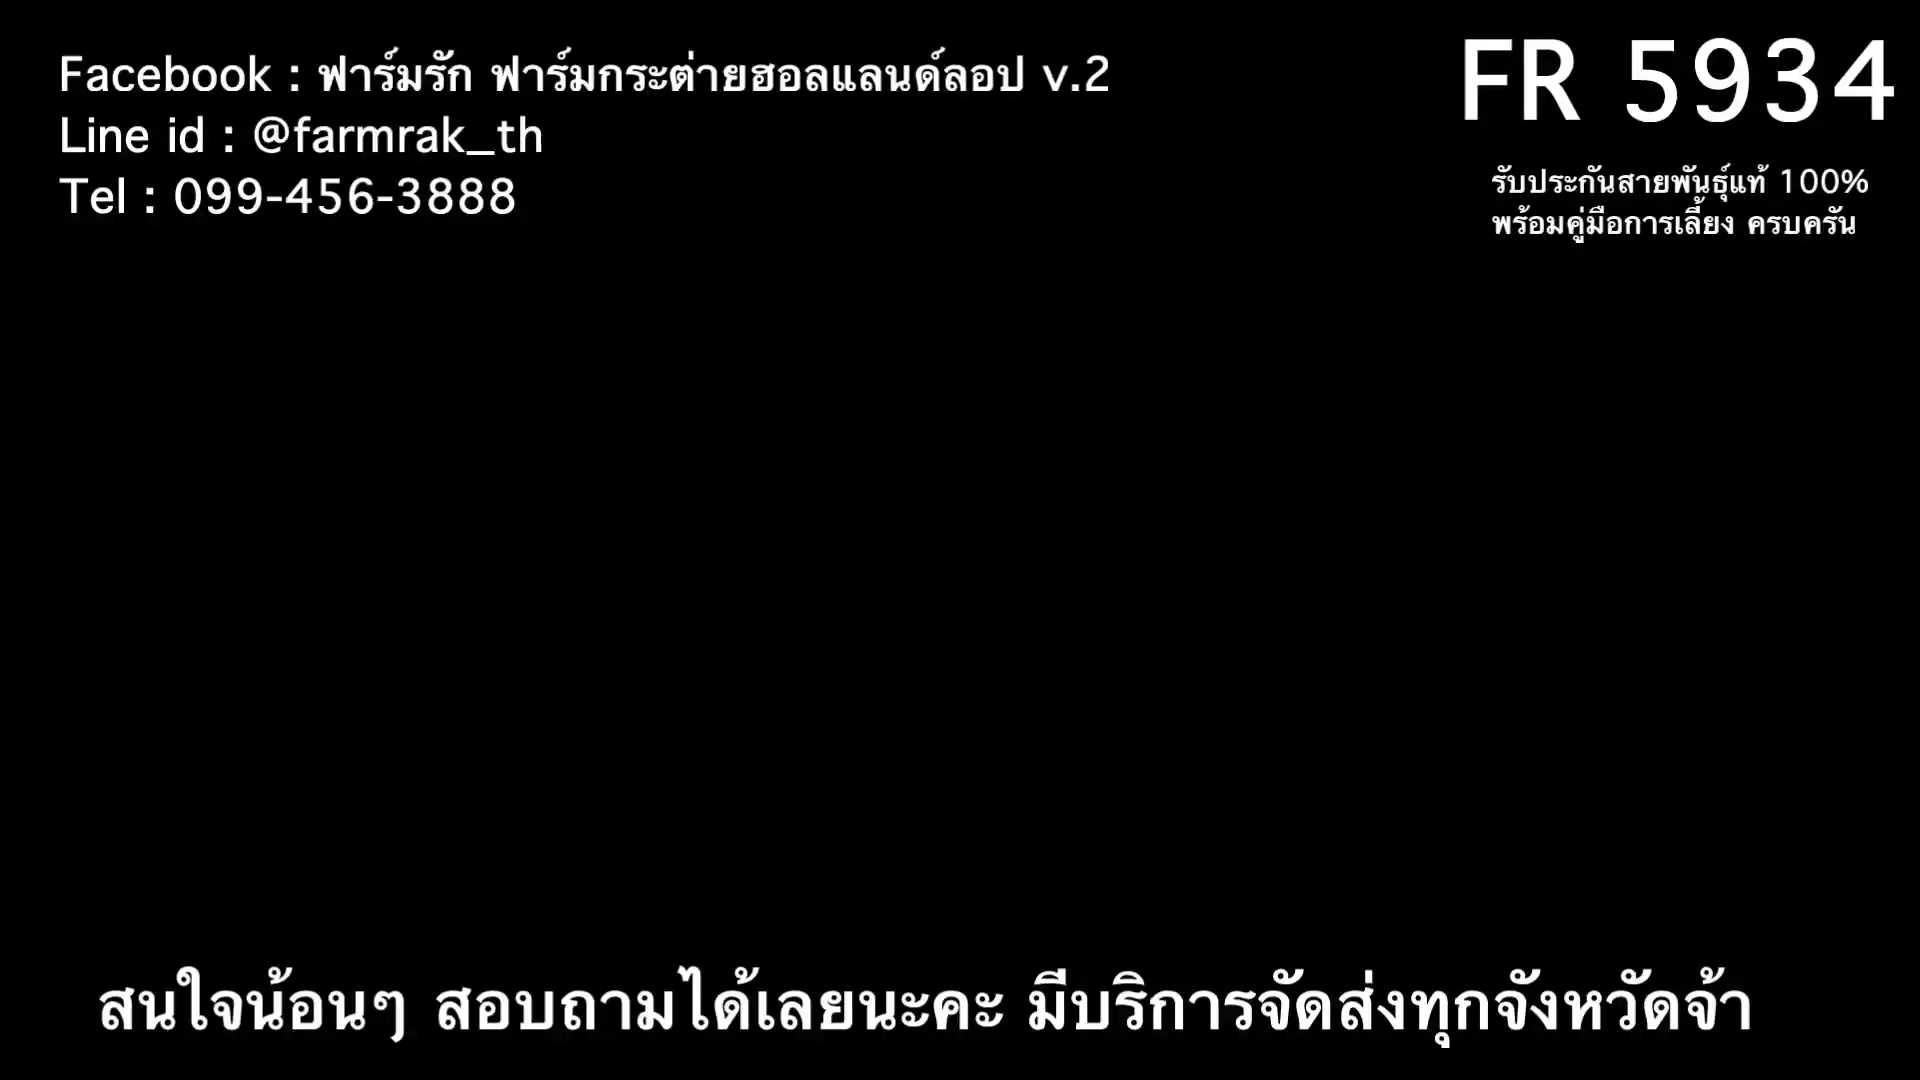 Facebook : ฟาร์มรัก ฟาร์มกระต่ายฮอลแลนด์ลอป v.2
Line id : @farmrak_th
Tel : 099-456-3888
FR 5934
รับประกันสายพันธุ์แท้ 100%
พร้อมคู่มือการเลี้ยง ครบครัน
สนใจน้อนๆ สอบถามได้เลยนะคะ มีบริการจัดส่งทุกจังหวัดจ้า